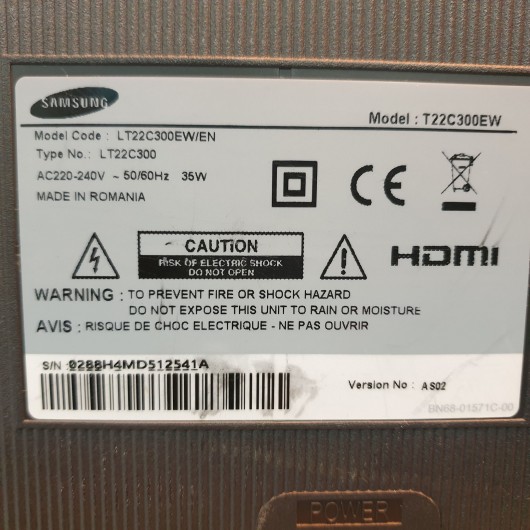 SAMSUNG
Model : T22C300EW
Model Code : LT22C300EW/EN
Type No.: LT22C300
AC220-240V ~ 50/60Hz 35W
MADE IN ROMANIA
CE
CAUTION
RISK OF ELECTRIC SHOCK
DO NOT OPEN
HDMI
WARNING : TO PREVENT FIRE OR SHOCK HAZARD
DO NOT EXPOSE THIS UNIT TO RAIN OR MOISTURE
AVIS : RISQUE DE CHOC ELECTRIQUE - NE PAS OUVRIR
S/N :0288H4MD512541A
Version No : AS02
BN68-01571C-00
POWER